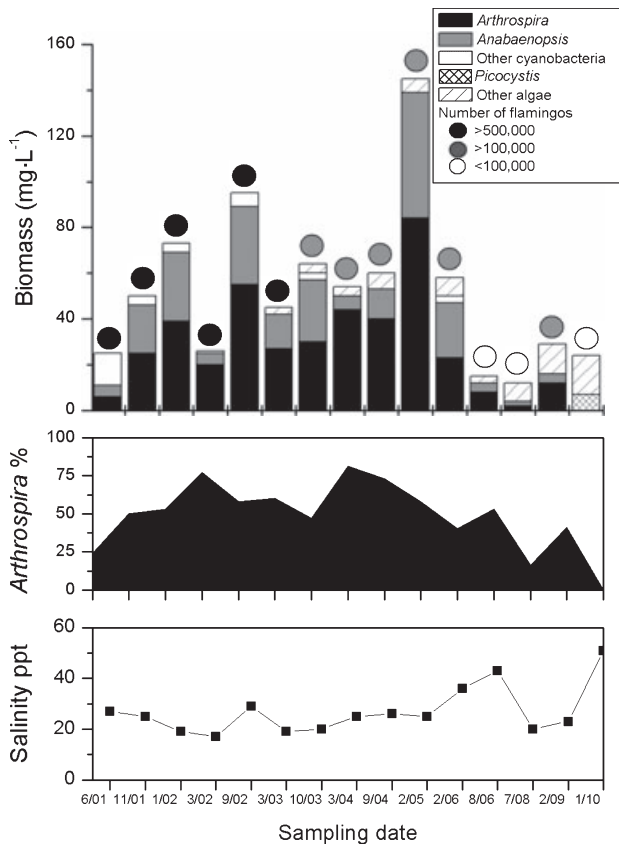 Arthrospira
Anabaenopsis
Other cyanobacteria
Picocystis
Other algae
Number of flamingos
>500,000
>100,000
<100,000
Biomass (mg·L-1)
160
120
80
40
0
Arthrospira %
100
75
50
25
0
Salinity ppt
60
40
20
0
6/01 11/01 1/02 3/02 9/02 3/03 10/03 3/04 9/04 2/05 2/06 8/06 7/08 2/09 1/10
Sampling date